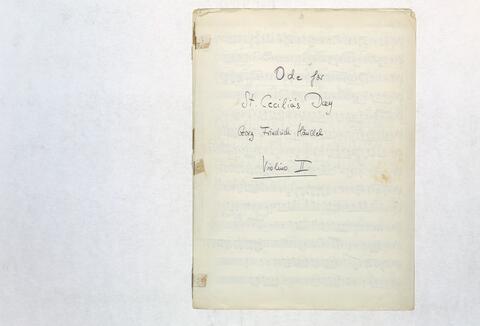 Ode for
St. Cecilia's Day
Georg Friedrich Händel
Violino II